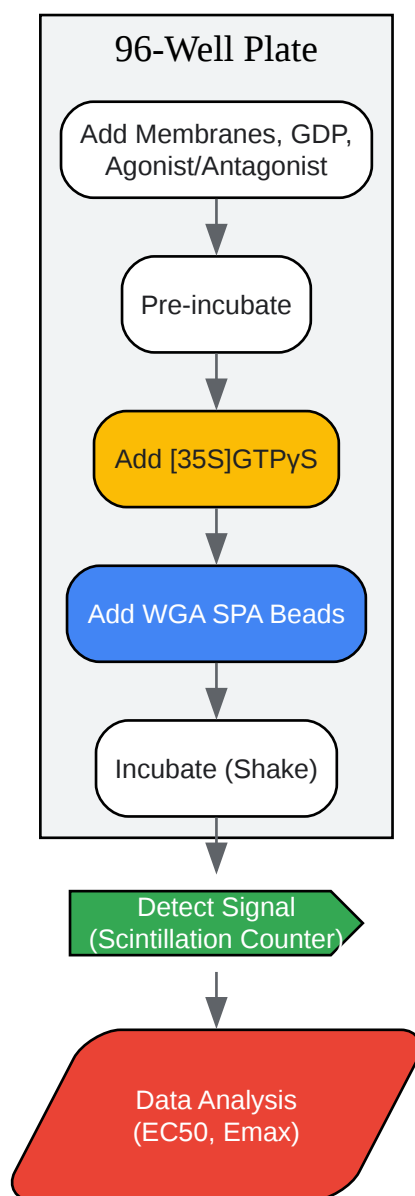 96-Well Plate
Add Membranes, GDP,
Agonist/Antagonist
Pre-incubate
Add [35S]GTPγS
Add WGA SPA Beads
Incubate (Shake)
Detect Signal
(Scintillation Counter)
Data Analysis
(EC50, Emax)